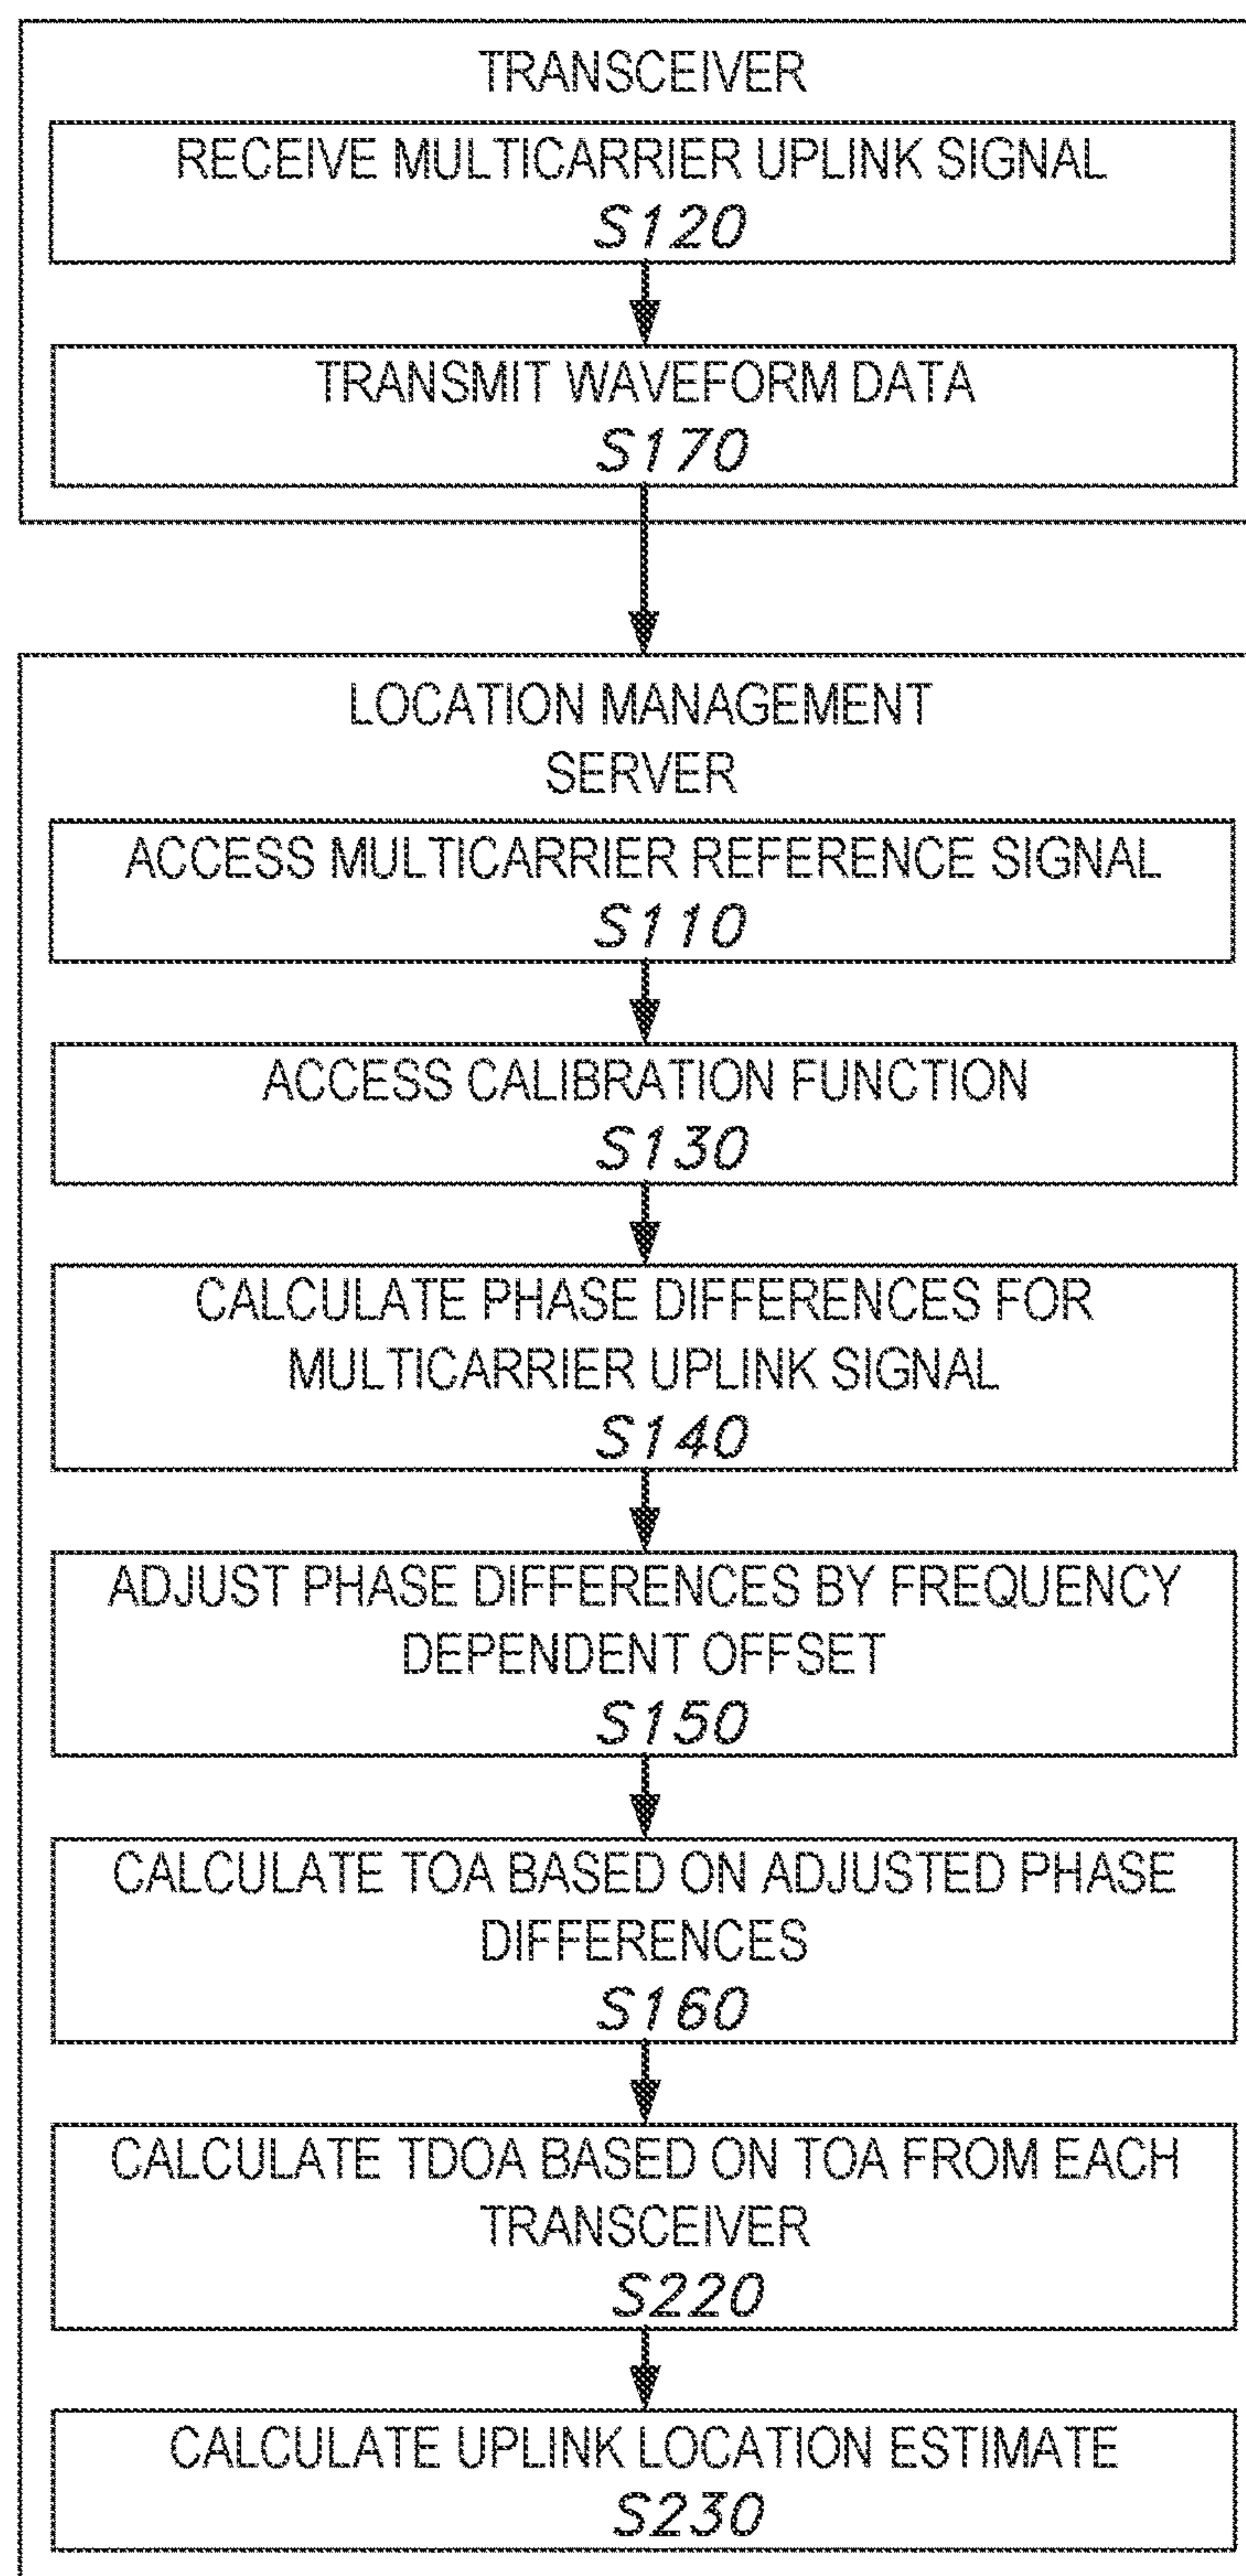 TRANSCEIVER
RECEIVE MULTICARRIER UPLINK SIGNAL
S120
TRANSMIT WAVEFORM DATA
S170
LOCATION MANAGEMENT
SERVER
ACCESS MULTICARRIER REFERENCE SIGNAL
S110
ACCESS CALIBRATION FUNCTION
S130
CALCULATE PHASE DIFFERENCES FOR
MULTICARRIER UPLINK SIGNAL
S140
ADJUST PHASE DIFFERENCES BY FREQUENCY
DEPENDENT OFFSET
S150
CALCULATE TOA BASED ON ADJUSTED PHASE
DIFFERENCES
S160
CALCULATE TDOA BASED ON TOA FROM EACH
TRANSCEIVER
S220
CALCULATE UPLINK LOCATION ESTIMATE
S230